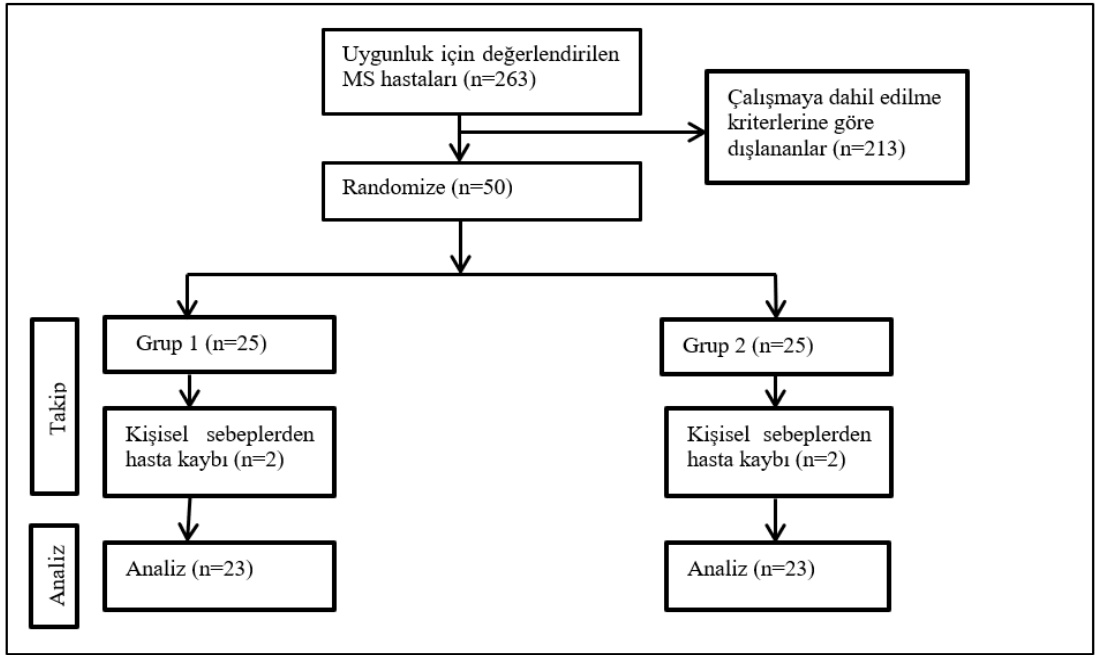 Uygunluk için değerlendirilen
MS hastaları (n=263)
Çalışmaya dahil edilme
kriterlerine göre
dışlananlar (n=213)
Randomize (n=50)
Takip
Grup 1 (n=25)
Grup 2 (n=25)
Kişisel sebeplerden
hasta kaybı (n=2)
Kişisel sebeplerden
hasta kaybı (n=2)
Analiz
Analiz (n=23)
Analiz (n=23)